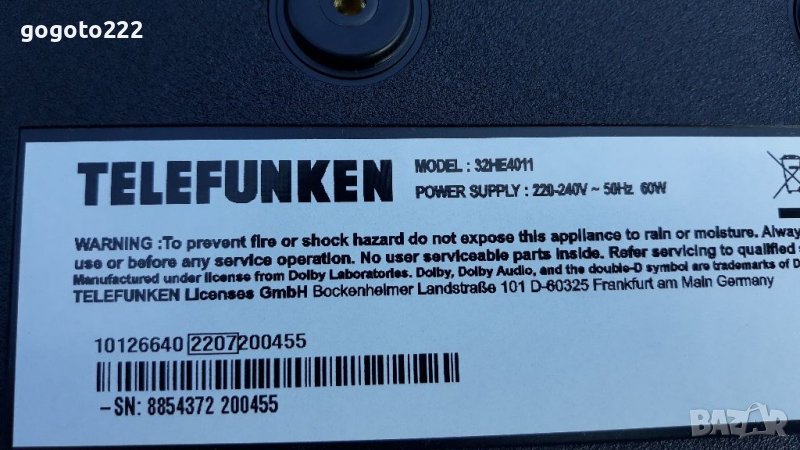 gogoto222
TELEFUNKEN
MODEL : 32HE4011
POWER SUPPLY : 220-240V ~ 50Hz 60W
WARNING :To prevent fire or shock hazard do not expose this appliance to rain or moisture. Alway
use or before any service operation. No user serviceable parts inside. Refer servicing to qualified
Manufactured under license from Dolby Laboratories. Dolby, Dolby Audio, and the double-D symbol are trademarks of D
TELEFUNKEN Licenses GmbH Bockenheimer Landstraße 101 D-60325 Frankfurt am Main Germany
10126640 2207200455
-SN: 8854372 200455
BAZAR